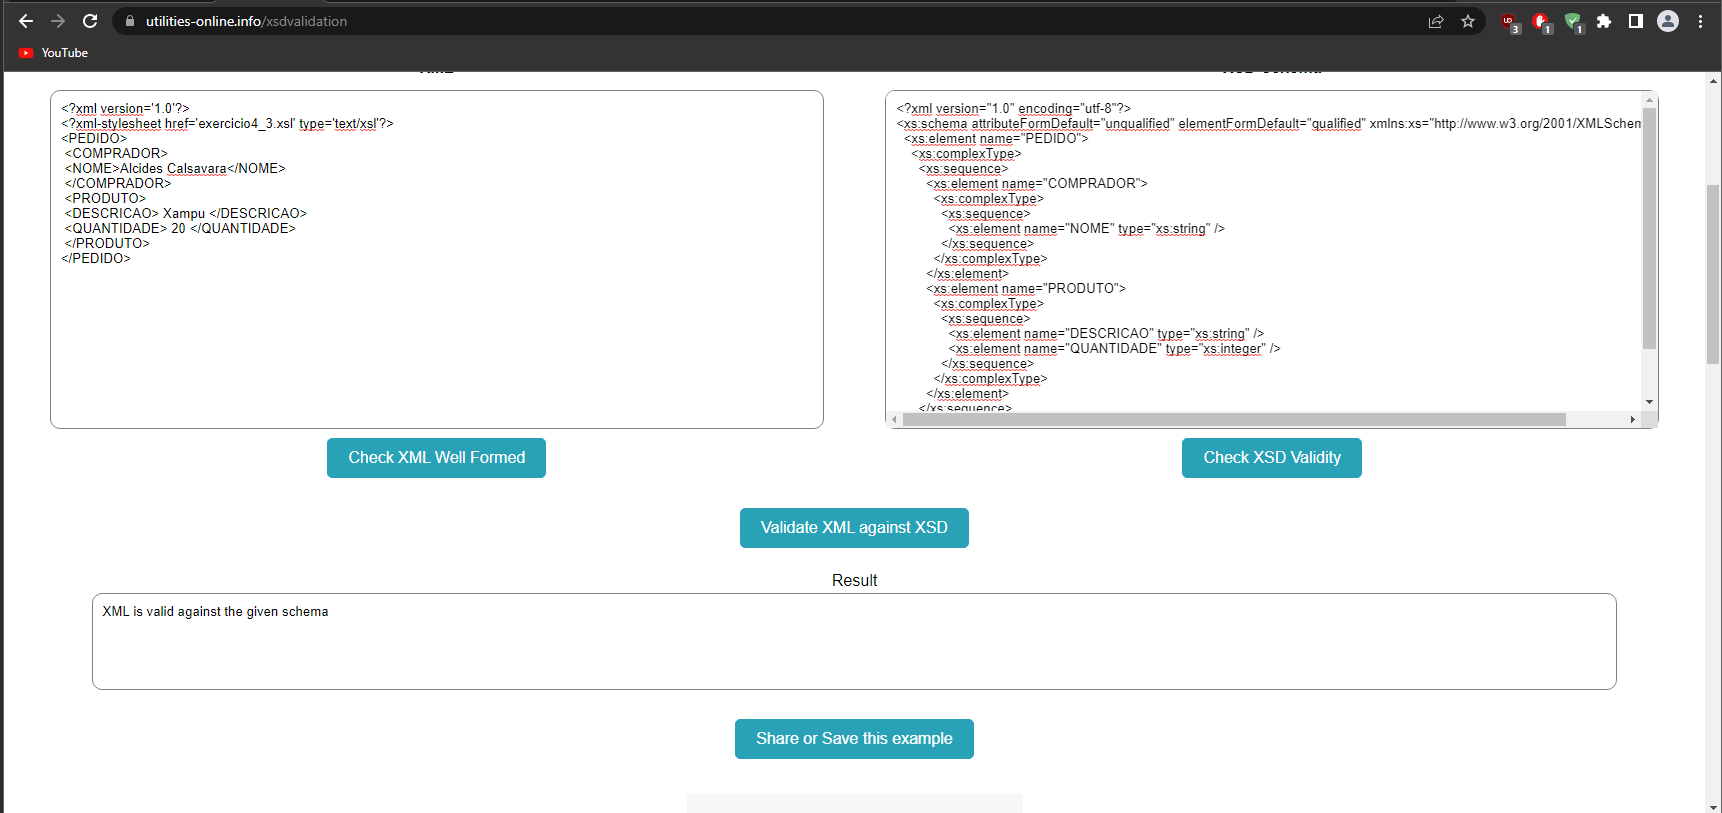 utilities-online.info/xsdvalidation
3
1
1
YouTube
<?xml version='1.0'?>
<?xml-stylesheet href='exercicio4_3.xsl' type='text/xsl'?>
<PEDIDO>
<COMPRADOR>
<NOME>Alcides Calsavara</NOME>
</COMPRADOR>
<PRODUTO>
<DESCRICAO> Xampu </DESCRICAO>
<QUANTIDADE> 20 </QUANTIDADE>
</PRODUTO>
</PEDIDO>
<?xml version="1.0" encoding="utf-8"?>
<xs:schema attributeFormDefault="unqualified" elementFormDefault="qualified" xmlns:xs="http://www.w3.org/2001/XMLSchem
<xs:element name="PEDIDO">
<xs:complexType>
<xs:sequence>
<xs:element name="COMPRADOR">
<xs:complexType>
<xs:sequence>
<xs:element name="NOME" type="xs:string" />
</xs:sequence>
</xs:complexType>
</xs:element>
<xs:element name="PRODUTO">
<xs:complexType>
<xs:sequence>
<xs:element name="DESCRICAO" type="xs:string" />
<xs:element name="QUANTIDADE" type="xs:integer" />
</xs:sequence>
</xs:complexType>
</xs:element>
</xs:sequence>
Check XML Well Formed
Check XSD Validity
Validate XML against XSD
Result
XML is valid against the given schema
Share or Save this example